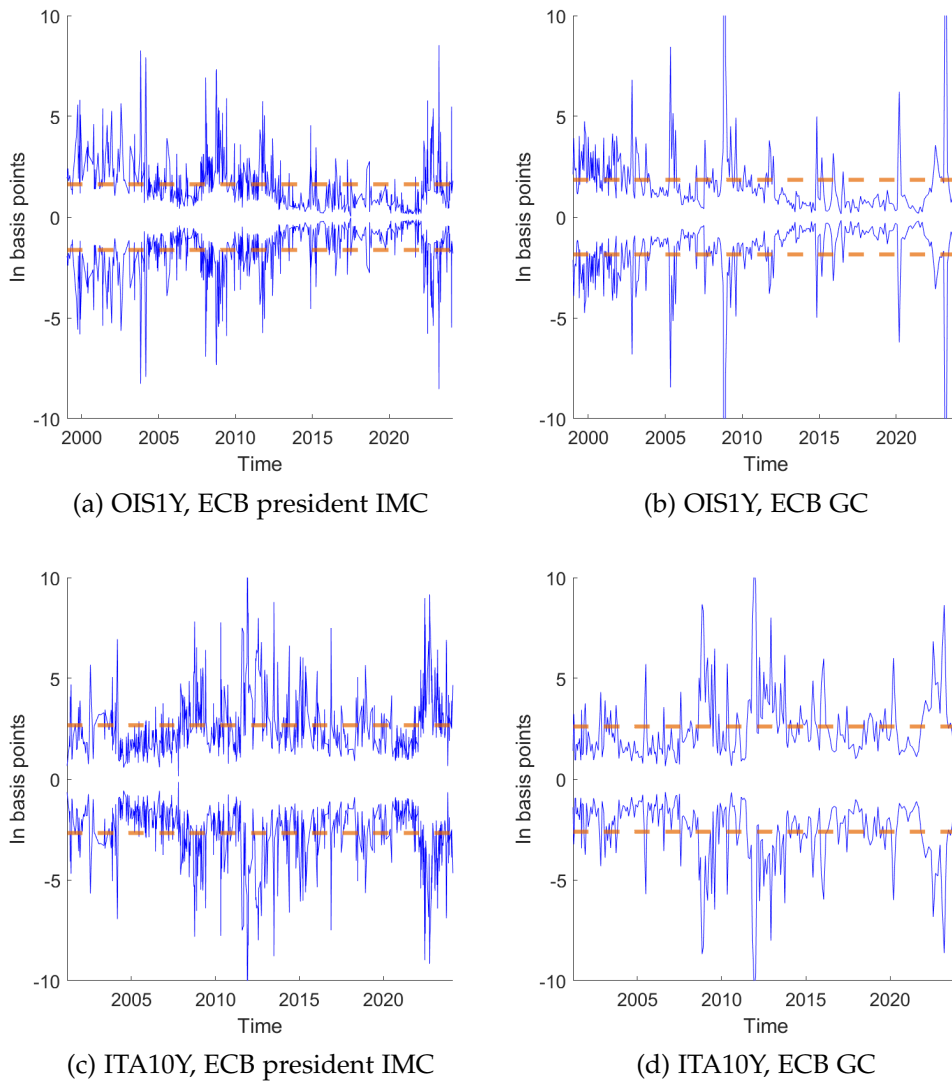 10
5
0
-5
-10
In basis points
2000 2005 2010 2015 2020
Time
(a) OIS1Y, ECB president IMC
10
5
0
-5
-10
In basis points
2000 2005 2010 2015 2020
Time
(b) OIS1Y, ECB GC
10
5
0
-5
-10
In basis points
2005 2010 2015 2020
Time
(c) ITA10Y, ECB president IMC
10
5
0
-5
-10
In basis points
2005 2010 2015 2020
Time
(d) ITA10Y, ECB GC